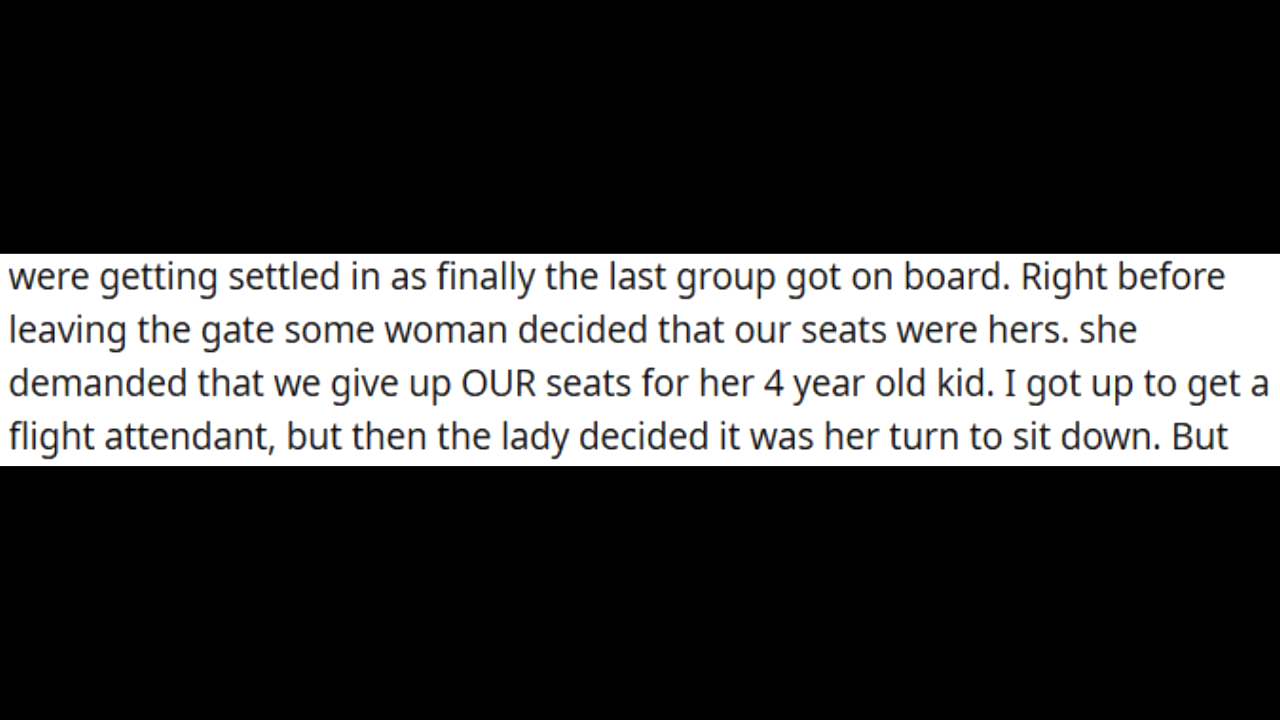 were getting settled in as finally the last group got on board. Right before
leaving the gate some woman decided that our seats were hers. she
demanded that we give up OUR seats for her 4 year old kid. I got up to get a
flight attendant, but then the lady decided it was her turn to sit down. But